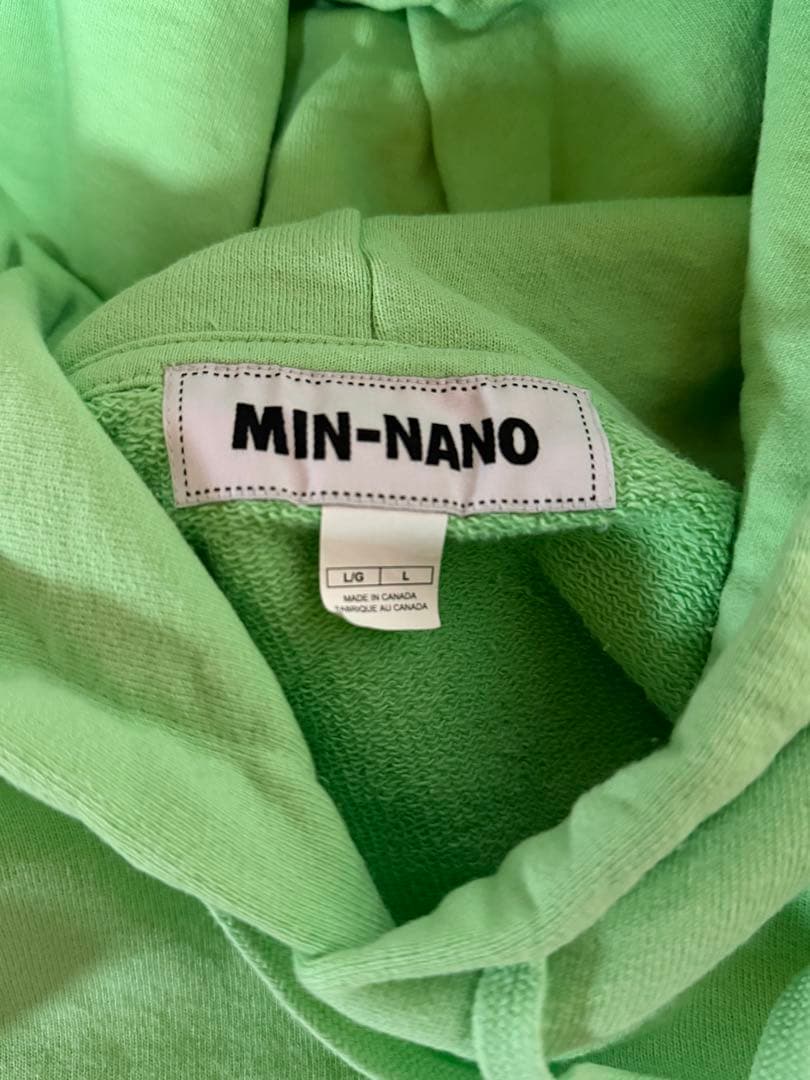 MIN-NANO
L/G L
MADE IN CANADA
FABRIQUE AU CANADA